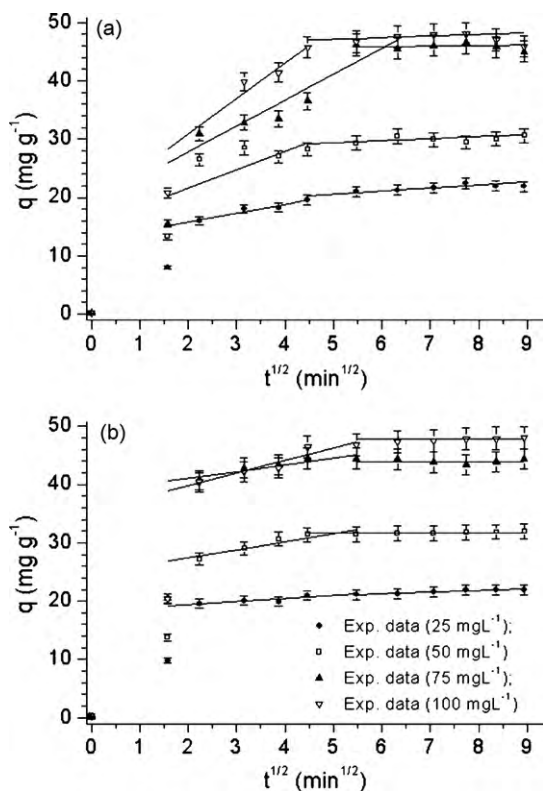 (a)
50
40
30
20
10
0
q (mg g⁻¹)
0 1 2 3 4 5 6 7 8 9
t^1/2 (min^1/2)
(b)
50
40
30
20
10
0
q (mg g⁻¹)
Exp. data (25 mgL⁻¹);
Exp. data (50 mgL⁻¹)
Exp. data (75 mgL⁻¹);
Exp. data (100 mgL⁻¹)
0 1 2 3 4 5 6 7 8 9
t^1/2 (min^1/2)